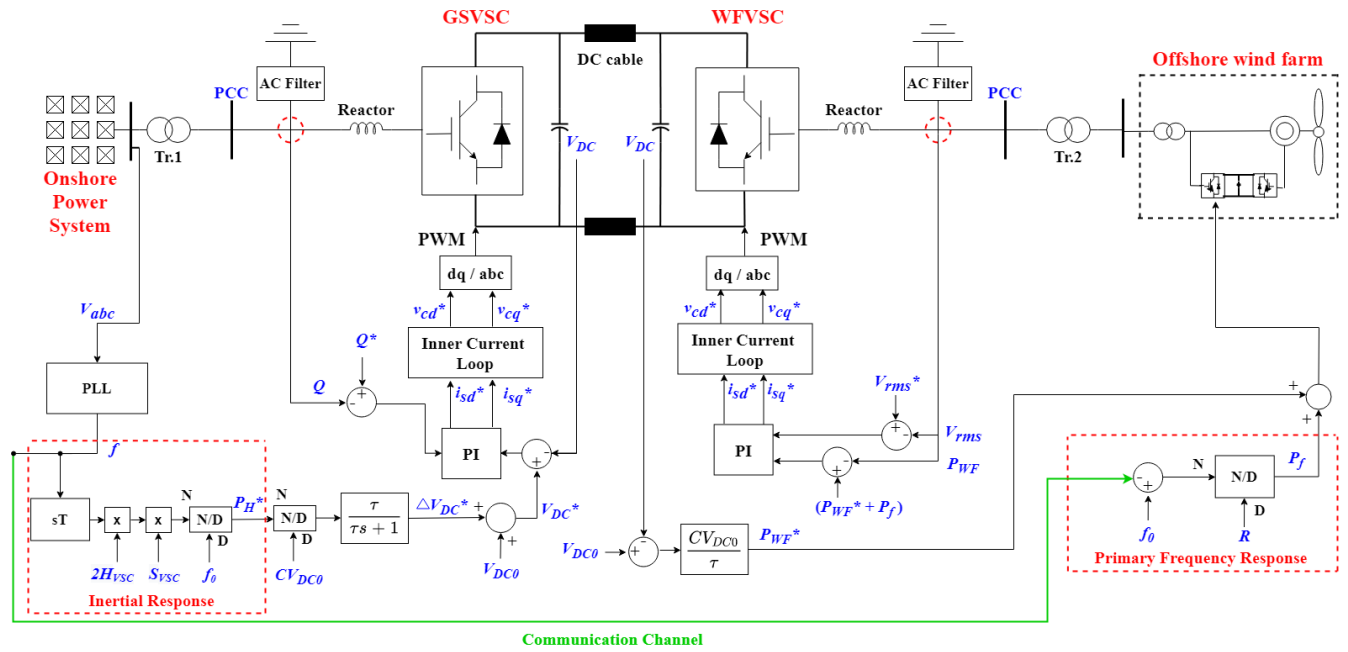 GSVSC
WFVSC
DC cable
Offshore wind farm
AC Filter
AC Filter
PCC
Reactor
Reactor
PCC
V_DC
V_DC
Tr.1
Tr.2
Onshore
Power
System
PWM
PWM
dq / abc
dq / abc
v_cd*
v_cq*
v_cd*
v_cq*
V_abc
Inner Current
Loop
Inner Current
Loop
Q*
PLL
Q
i_sd*
i_sq*
i_sd*
i_sq*
V_rms*
+
-
+
-
+
+
f
PI
-
+
PI
V_rms
P_WF
-
+
(P_WF* + P_f)
N
P_f
-
+
N/D
D
f_0
R
Primary Frequency Response
sT
x
x
N
N/D
D
P_H*
N
N/D
D
τ
τs + 1
△V_DC*
+
+
V_DC*
V_DC0
2H_VSC
S_VSC
f_0
CV_DC0
Inertial Response
V_DC0
+
-
CV_DC0
τ
P_WF*
Communication Channel